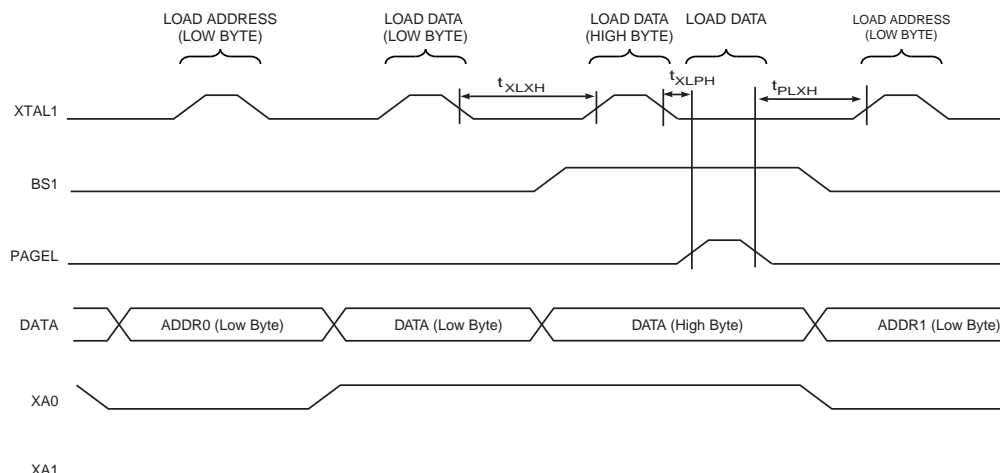 LOAD ADDRESS
(LOW BYTE)
LOAD DATA
(LOW BYTE)
LOAD DATA
(HIGH BYTE)
LOAD DATA
LOAD ADDRESS
(LOW BYTE)
tXLXH
tXLPH
tPLXH
XTAL1
BS1
PAGEL
DATA
ADDR0 (Low Byte)
DATA (Low Byte)
DATA (High Byte)
ADDR1 (Low Byte)
XA0
XA1